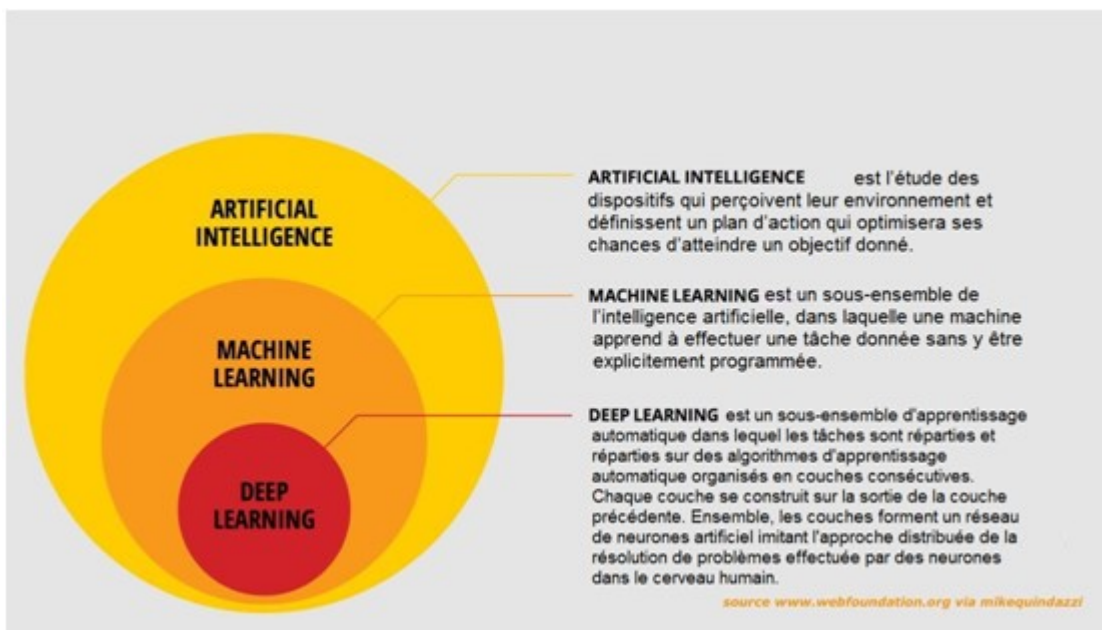 ARTIFICIAL
INTELLIGENCE
MACHINE
LEARNING
DEEP
LEARNING
ARTIFICIAL INTELLIGENCE est l'étude des
dispositifs qui perçoivent leur environnement et
définissent un plan d'action qui optimisera ses
chances d'atteindre un objectif donné.
MACHINE LEARNING est un sous-ensemble de
l'intelligence artificielle, dans laquelle une machine
apprend à effectuer une tâche donnée sans y être
explicitement programmée.
DEEP LEARNING est un sous-ensemble d'apprentissage
automatique dans lequel les tâches sont réparties et
réparties sur des algorithmes d'apprentissage
automatique organisés en couches consécutives.
Chaque couche se construit sur la sortie de la couche
précédente. Ensemble, les couches forment un réseau
de neurones artificiel imitant l'approche distribuée de la
résolution de problèmes effectuée par des neurones
dans le cerveau humain.
source www.webfoundation.org via mikequindazzi